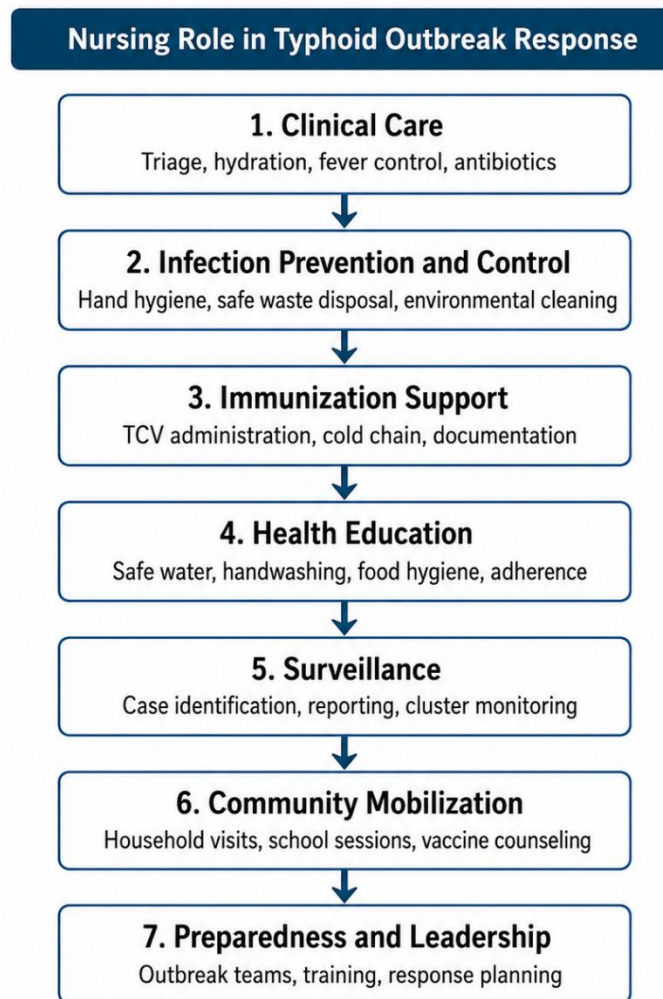 Nursing Role in Typhoid Outbreak Response
1. Clinical Care
Triage, hydration, fever control, antibiotics
2. Infection Prevention and Control
Hand hygiene, safe waste disposal, environmental cleaning
3. Immunization Support
TCV administration, cold chain, documentation
4. Health Education
Safe water, handwashing, food hygiene, adherence
5. Surveillance
Case identification, reporting, cluster monitoring
6. Community Mobilization
Household visits, school sessions, vaccine counseling
7. Preparedness and Leadership
Outbreak teams, training, response planning